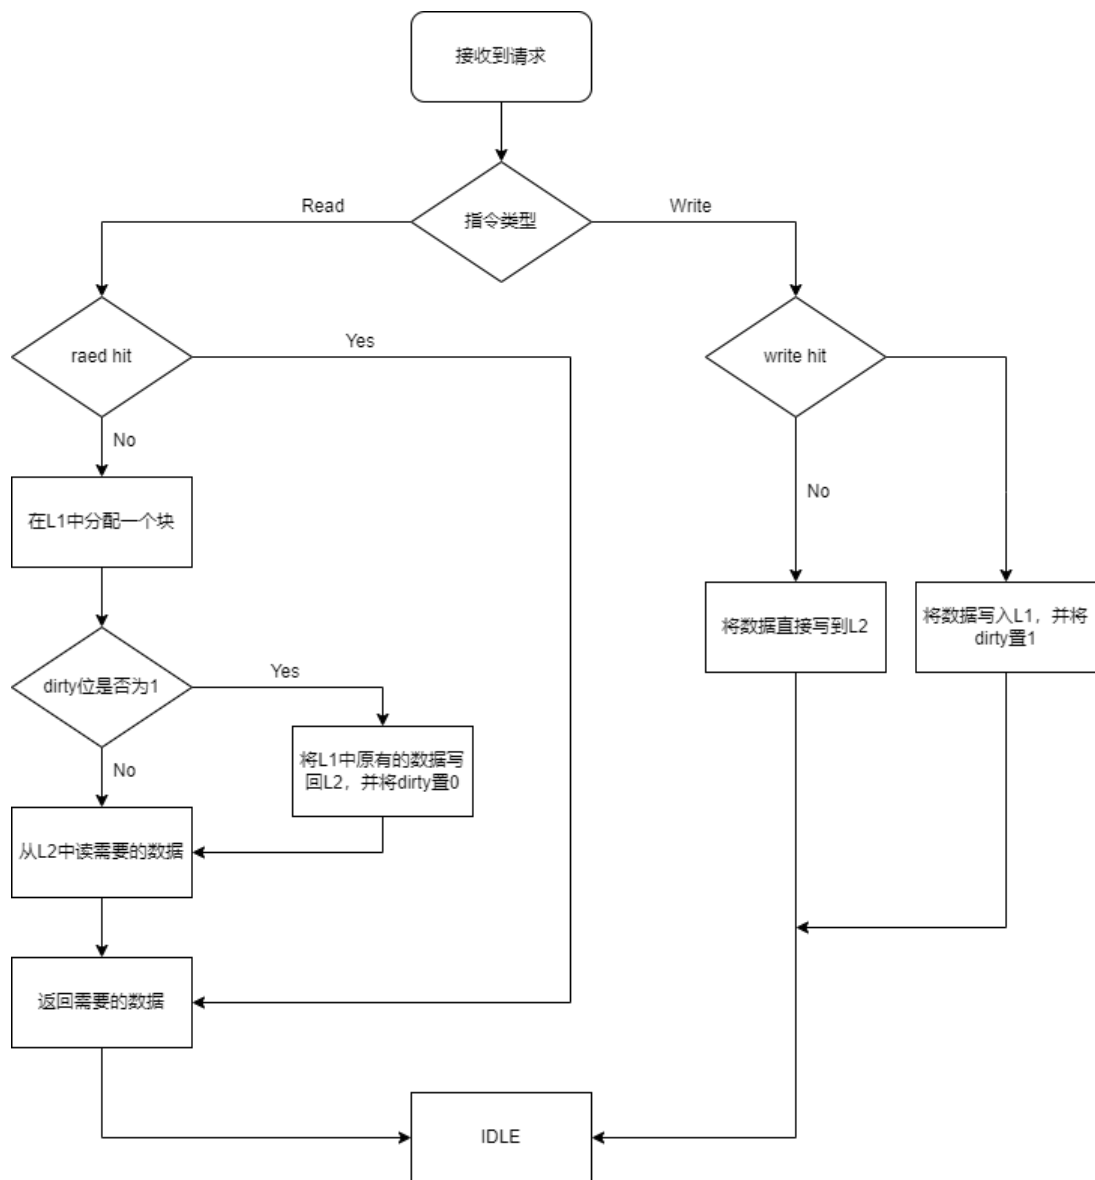 接收到请求
Read
指令类型
Write
raed hit
Yes
write hit
No
在L1中分配一个块
No
将数据直接写到L2
将数据写入L1，并将
dirty置1
dirty位是否为1
Yes
将L1中原有的数据写
回L2，并将dirty置0
No
从L2中读需要的数据
返回需要的数据
IDLE